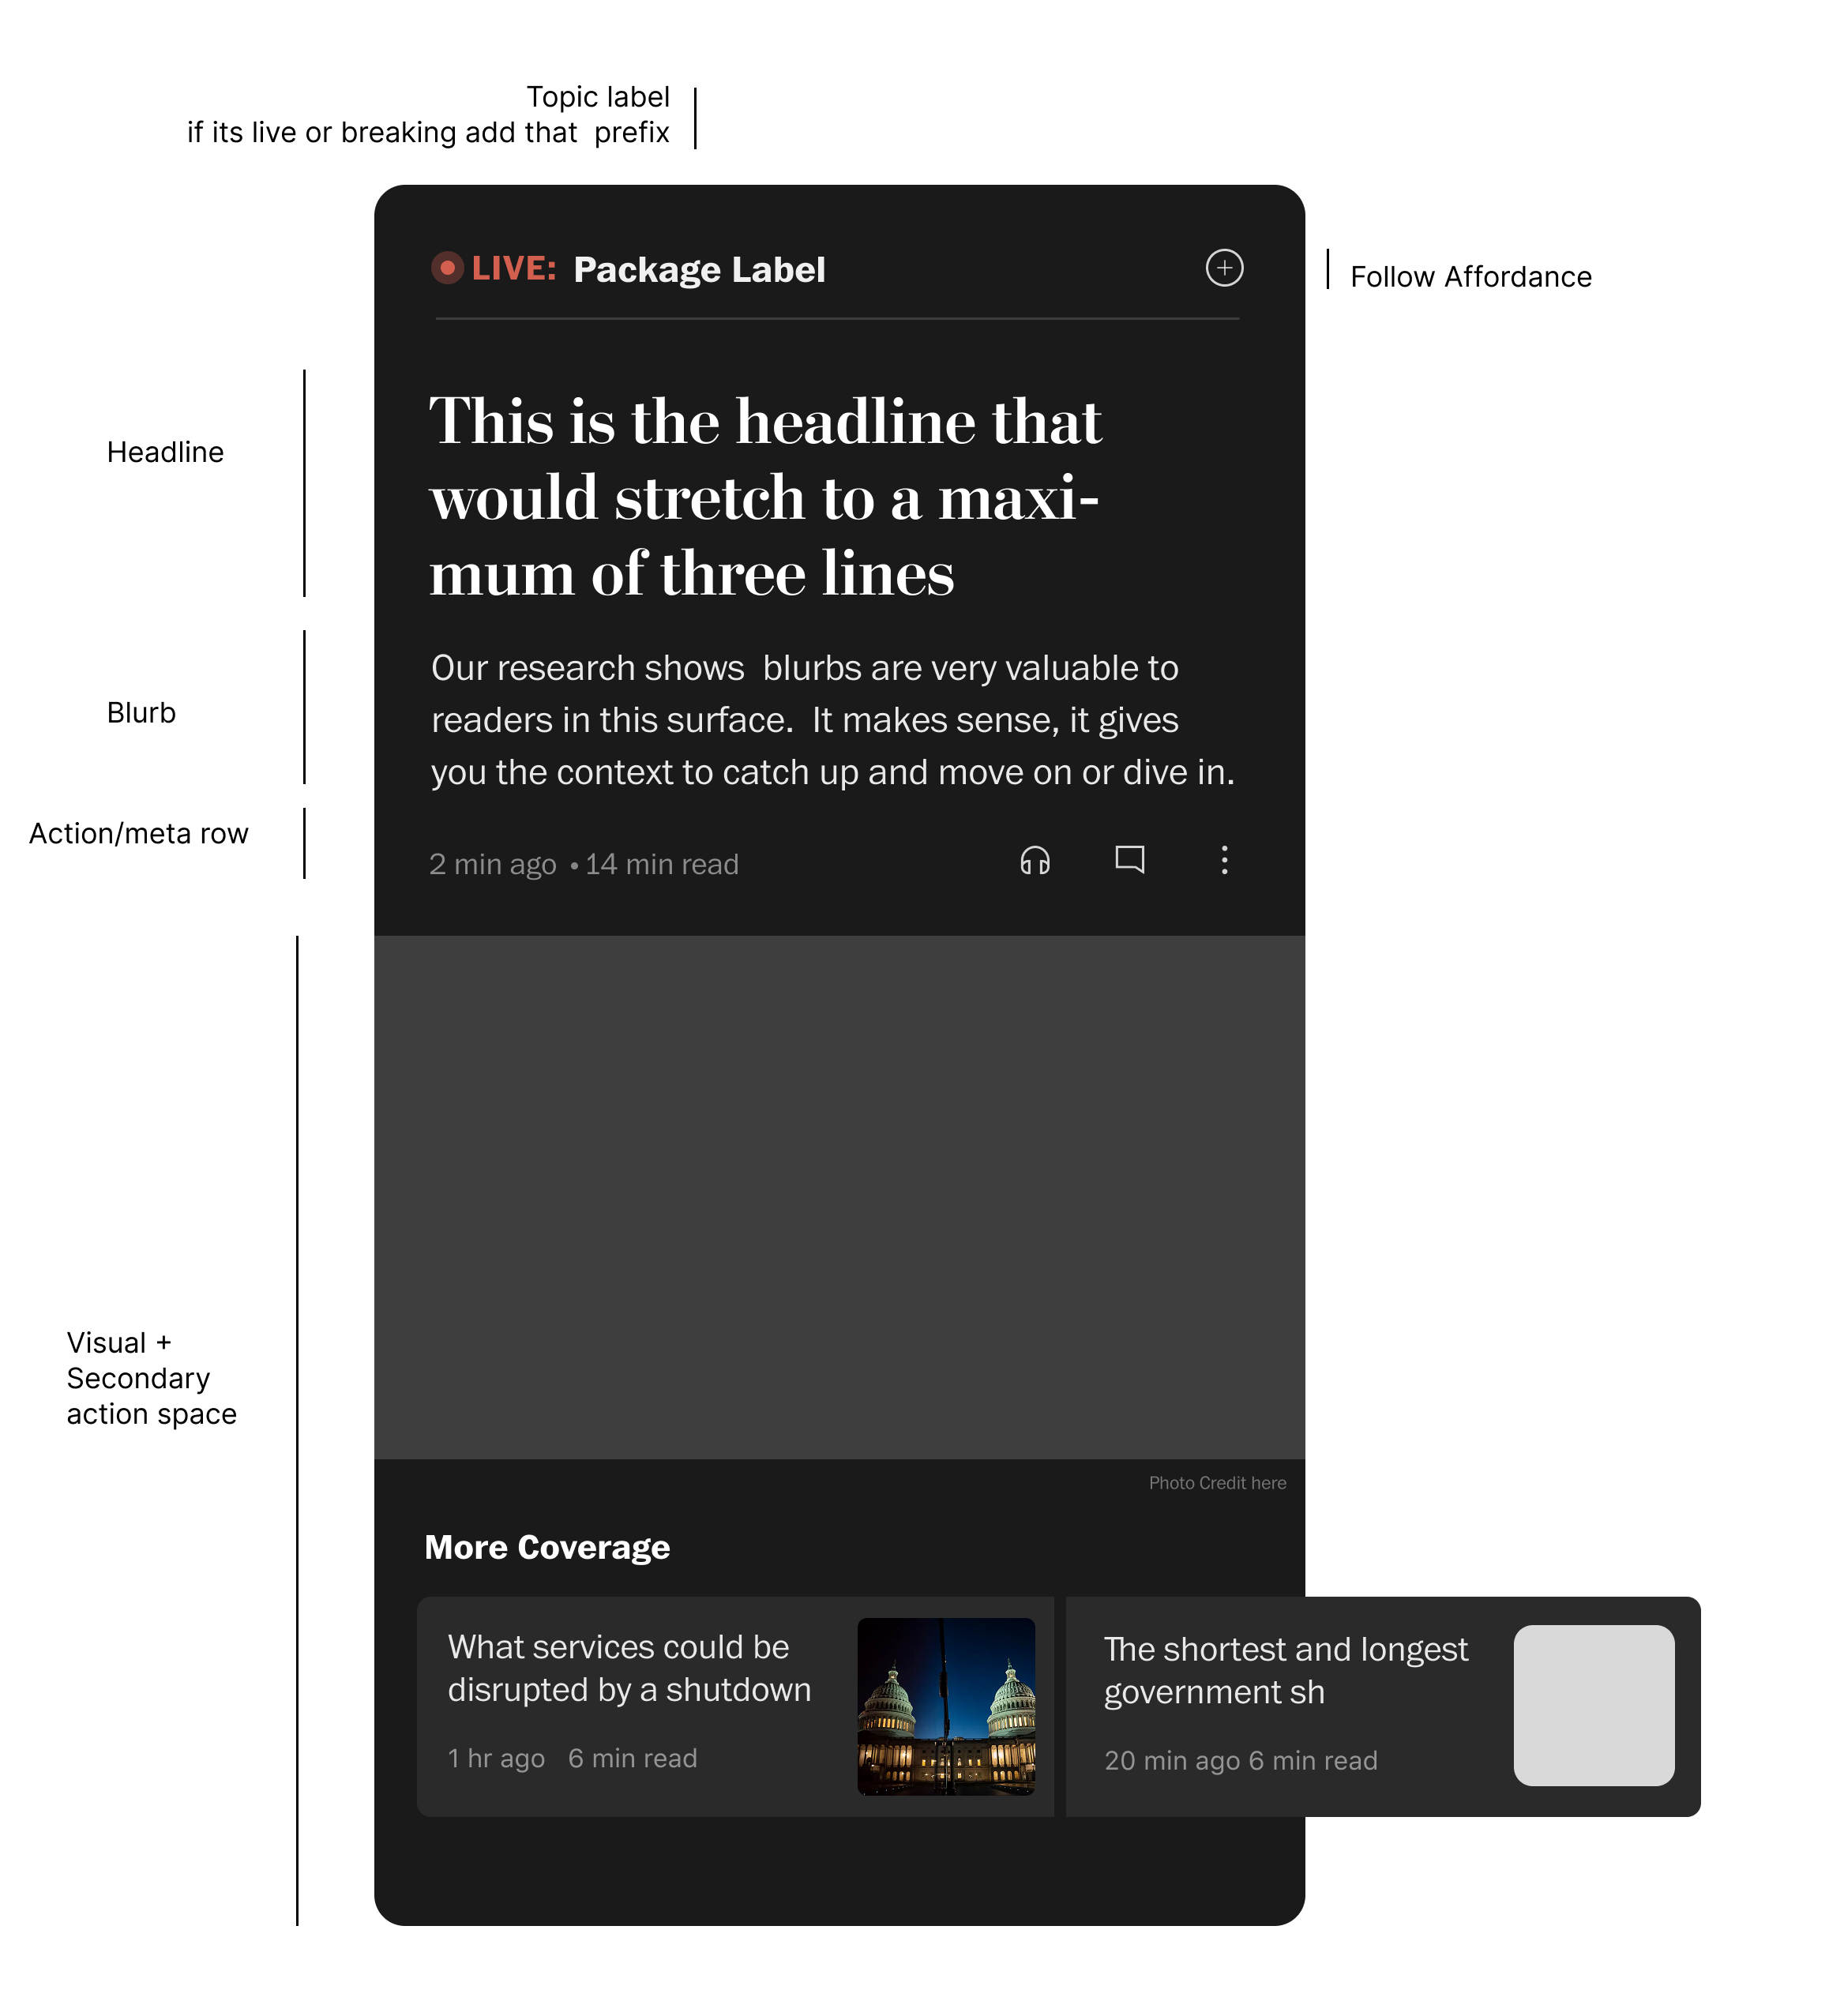 Topic label
if its live or breaking add that  prefix
LIVE: Package Label
Follow Affordance
Headline
This is the headline that
would stretch to a maxi-
mum of three lines
Blurb
Our research shows  blurbs are very valuable to
readers in this surface.  It makes sense, it gives
you the context to catch up and move on or dive in.
Action/meta row
2 min ago • 14 min read
Visual +
Secondary
action space
Photo Credit here
More Coverage
What services could be
disrupted by a shutdown
1 hr ago   6 min read
The shortest and longest
government sh
20 min ago 6 min read